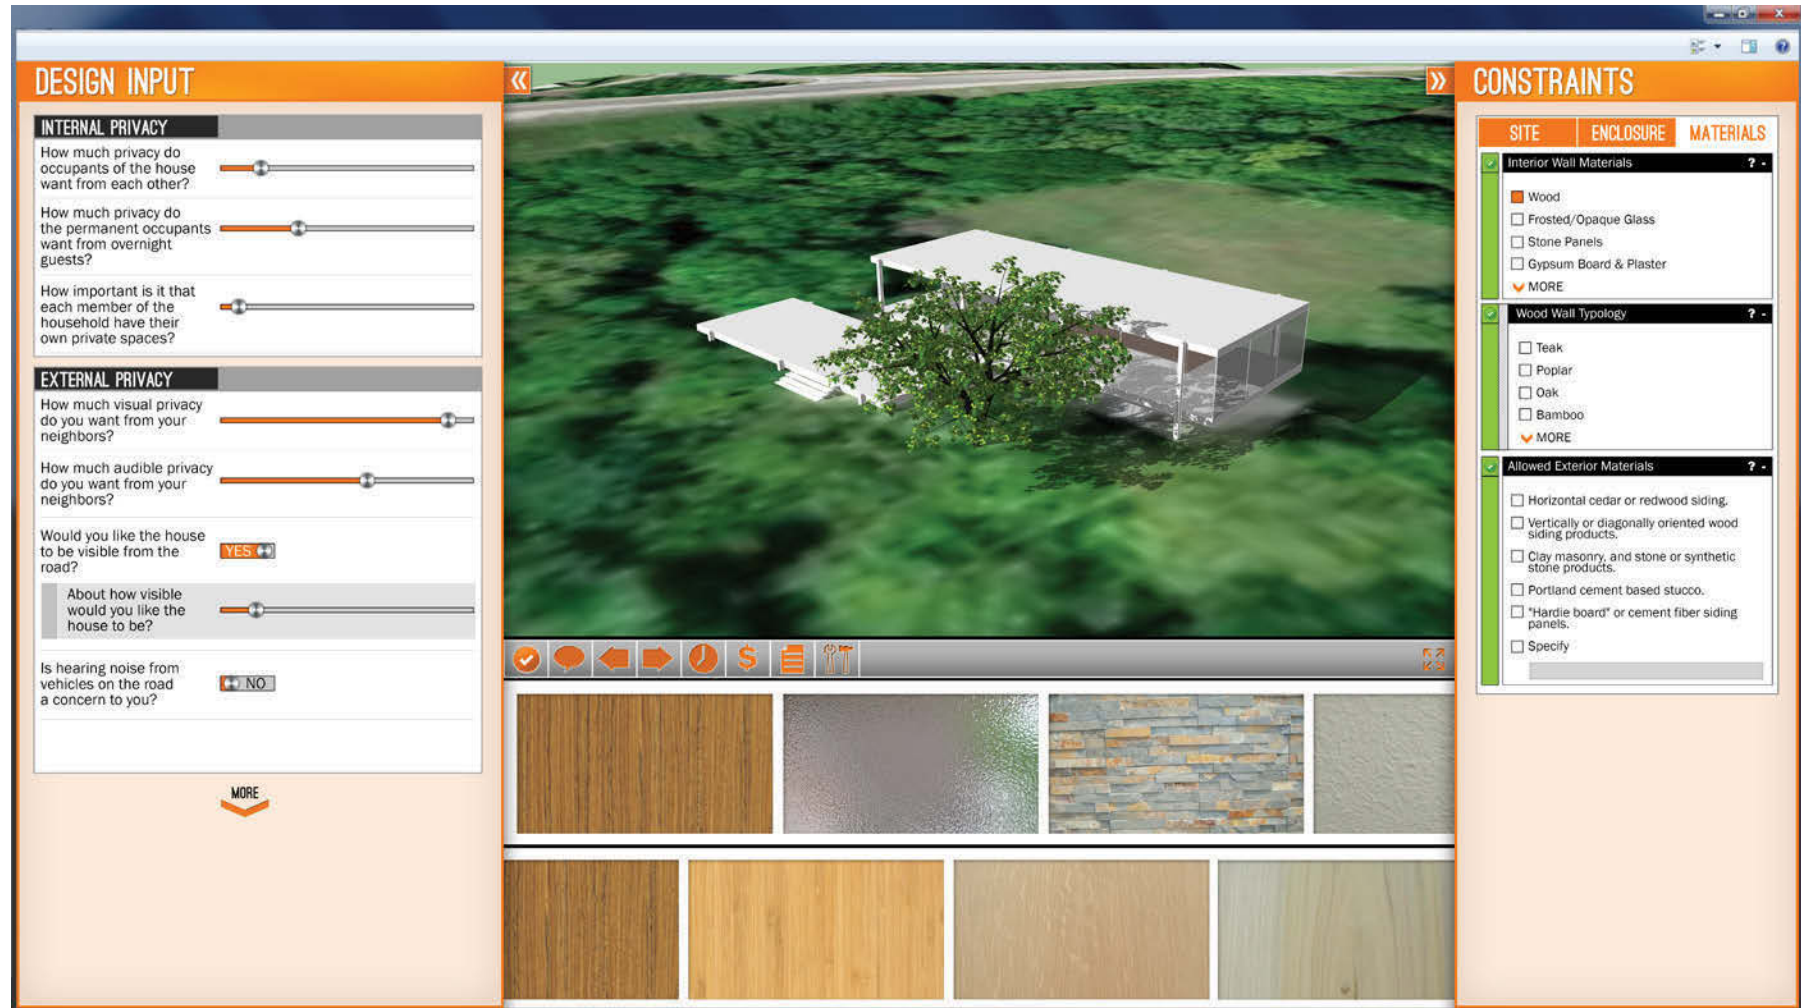 DESIGN INPUT
INTERNAL PRIVACY
How much privacy do
occupants of the house
want from each other?
How much privacy do
the permanent occupants
want from overnight
guests?
How important is it that
each member of the
household have their
own private spaces?
EXTERNAL PRIVACY
How much visual privacy
do you want from your
neighbors?
How much audible privacy
do you want from your
neighbors?
Would you like the house
to be visible from the
road?
YES
About how visible
would you like the
house to be?
Is hearing noise from
vehicles on the road
a concern to you?
NO
MORE
$
CONSTRAINTS
SITE ENCLOSURE MATERIALS
Interior Wall Materials ? -
Wood
Frosted/Opaque Glass
Stone Panels
Gypsum Board & Plaster
MORE
Wood Wall Typology ? -
Teak
Poplar
Oak
Bamboo
MORE
Allowed Exterior Materials ? -
Horizontal cedar or redwood siding.
Vertically or diagonally oriented wood
siding products.
Clay masonry, and stone or synthetic
stone products.
Portland cement based stucco.
"Hardie board" or cement fiber siding
panels.
Specify